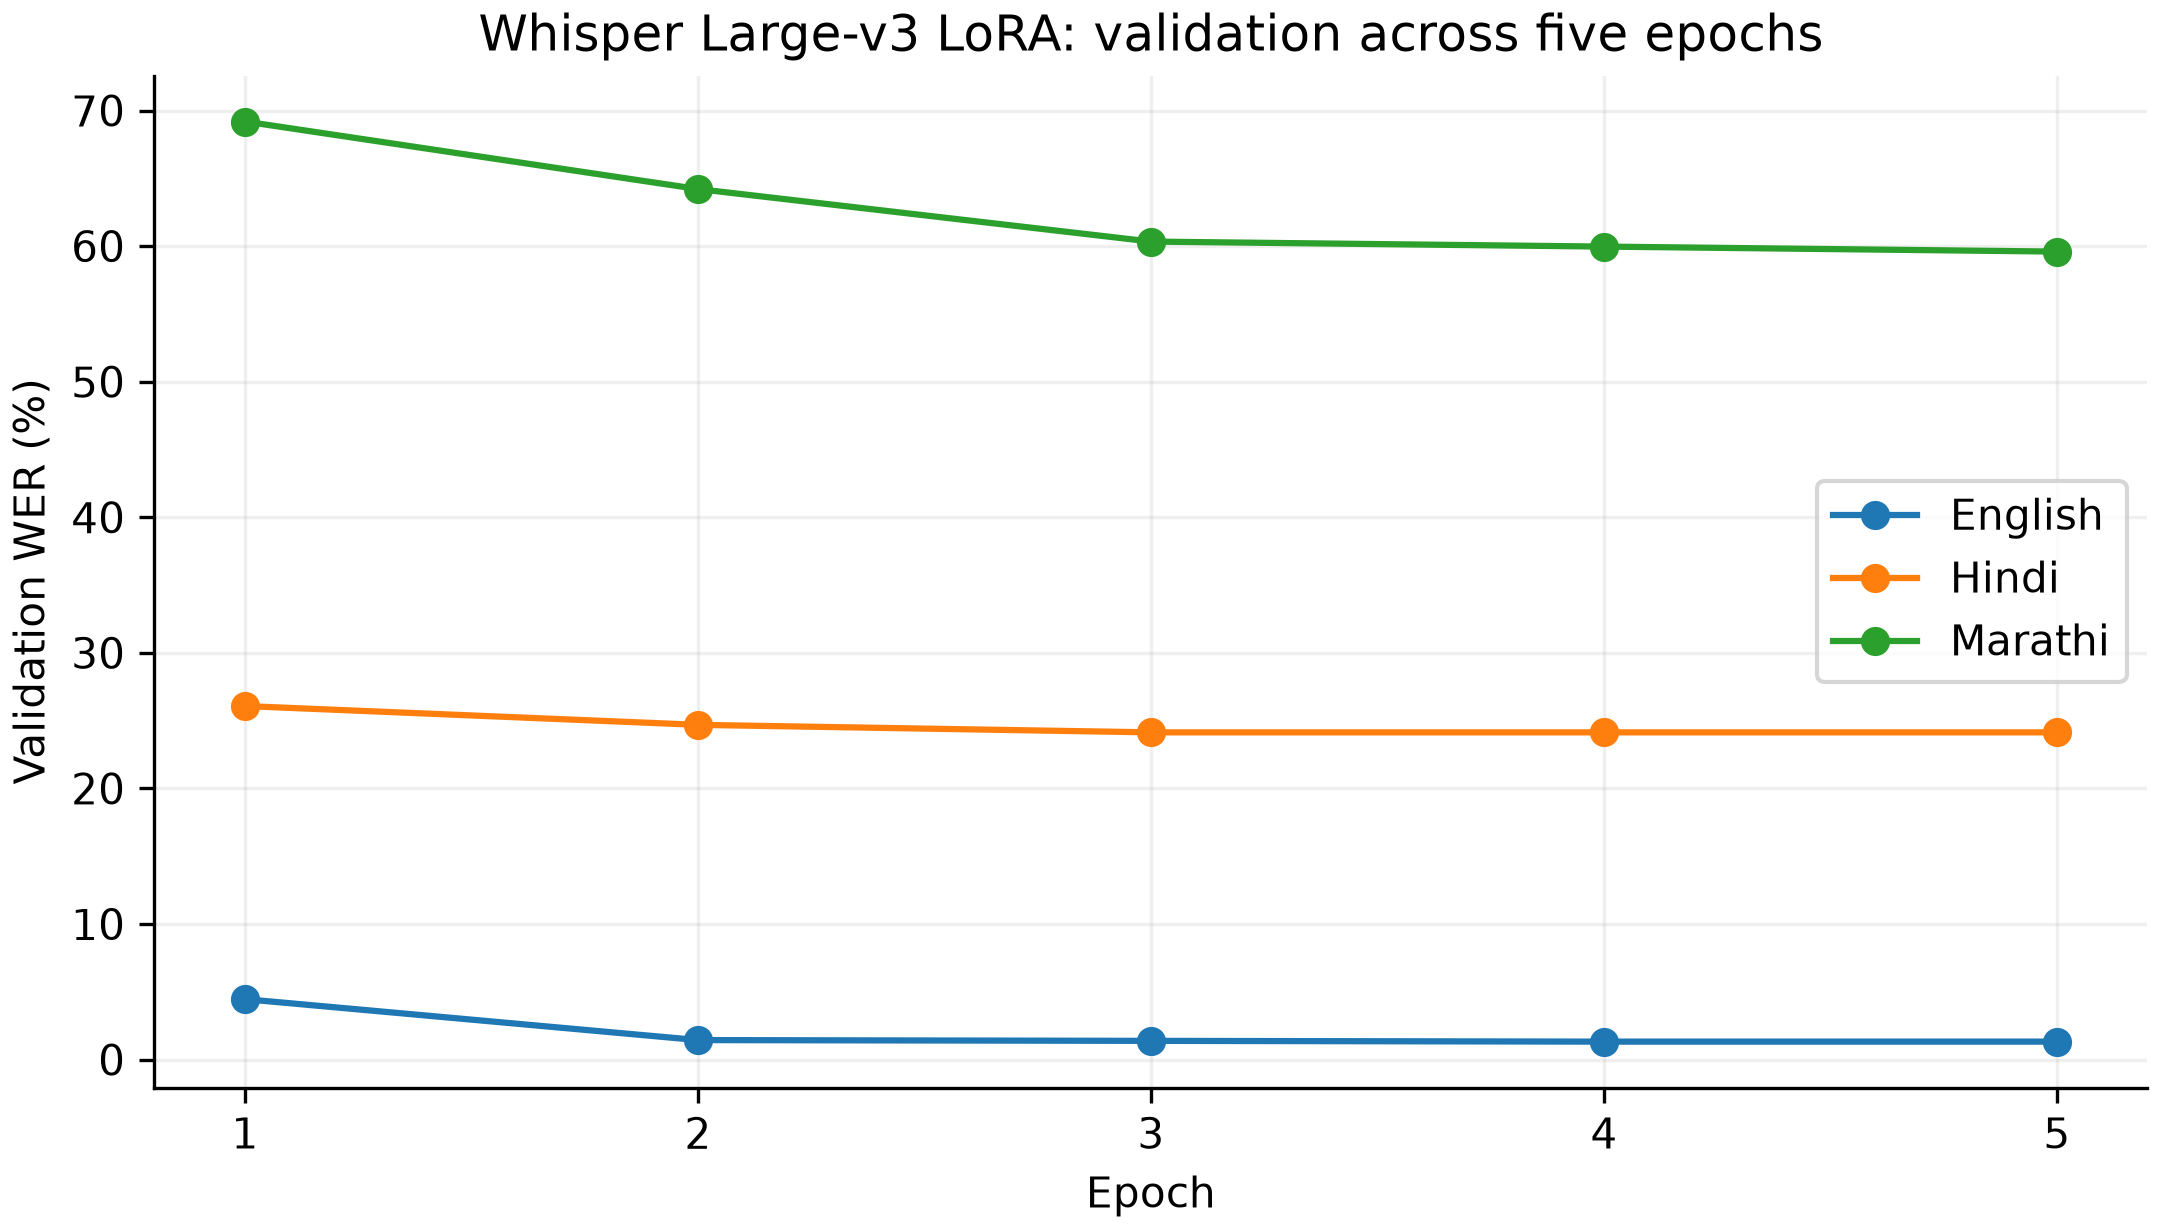 Whisper Large-v3 LoRA: validation across five epochs
Validation WER (%)
70
60
50
40
30
20
10
0
English
Hindi
Marathi
1 2 3 4 5
Epoch